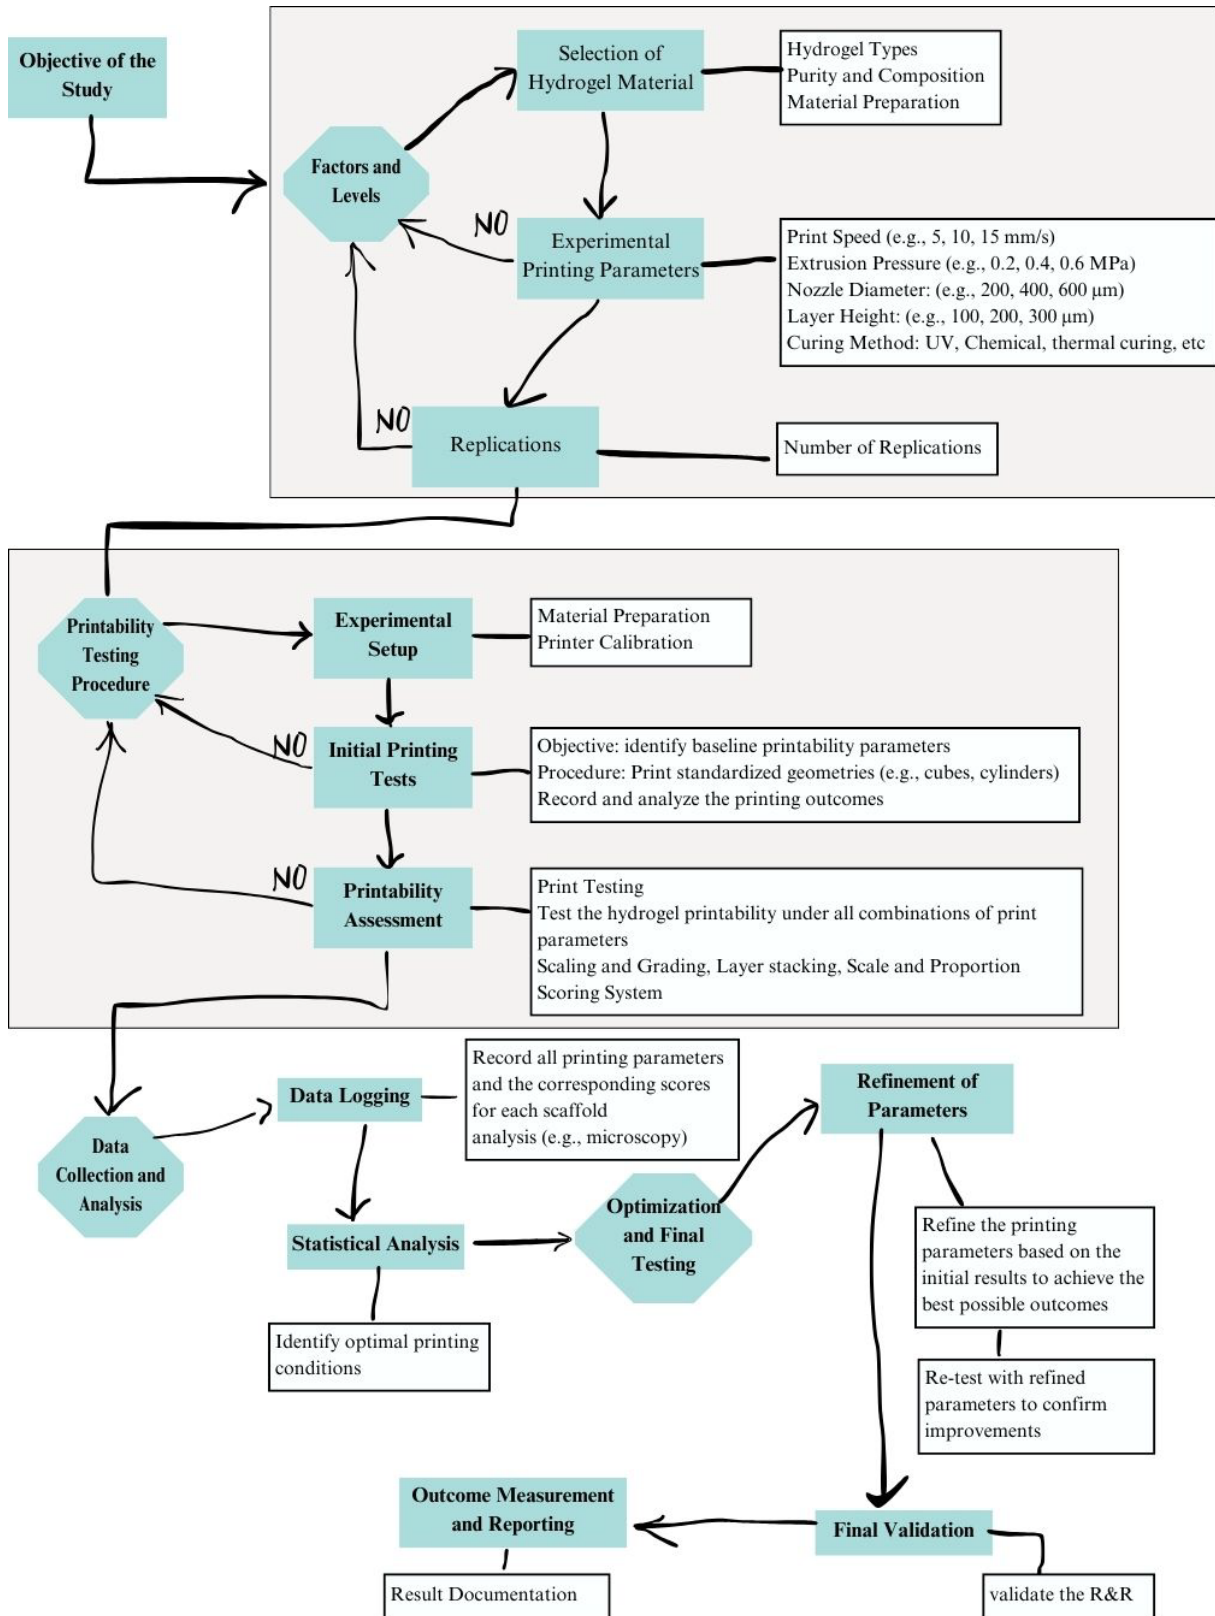 Objective of the
Study
Selection of
Hydrogel Material
Hydrogel Types
Purity and Composition
Material Preparation
Factors and
Levels
NO
Experimental
Printing Parameters
Print Speed (e.g., 5, 10, 15 mm/s)
Extrusion Pressure (e.g., 0.2, 0.4, 0.6 MPa)
Nozzle Diameter: (e.g., 200, 400, 600 μm)
Layer Height: (e.g., 100, 200, 300 μm)
Curing Method: UV, Chemical, thermal curing, etc
NO
Replications
Number of Replications
Printability
Testing
Procedure
Experimental
Setup
Material Preparation
Printer Calibration
NO
Initial Printing
Tests
Objective: identify baseline printability parameters
Procedure: Print standardized geometries (e.g., cubes, cylinders)
Record and analyze the printing outcomes
NO
Printability
Assessment
Print Testing
Test the hydrogel printability under all combinations of print
parameters
Scaling and Grading, Layer stacking, Scale and Proportion
Scoring System
Data
Collection and
Analysis
Data Logging
Record all printing parameters
and the corresponding scores
for each scaffold
analysis (e.g., microscopy)
Statistical Analysis
Identify optimal printing
conditions
Optimization
and Final
Testing
Refinement of
Parameters
Refine the printing
parameters based on the
initial results to achieve the
best possible outcomes
Re-test with refined
parameters to confirm
improvements
Final Validation
validate the R&R
Outcome Measurement
and Reporting
Result Documentation